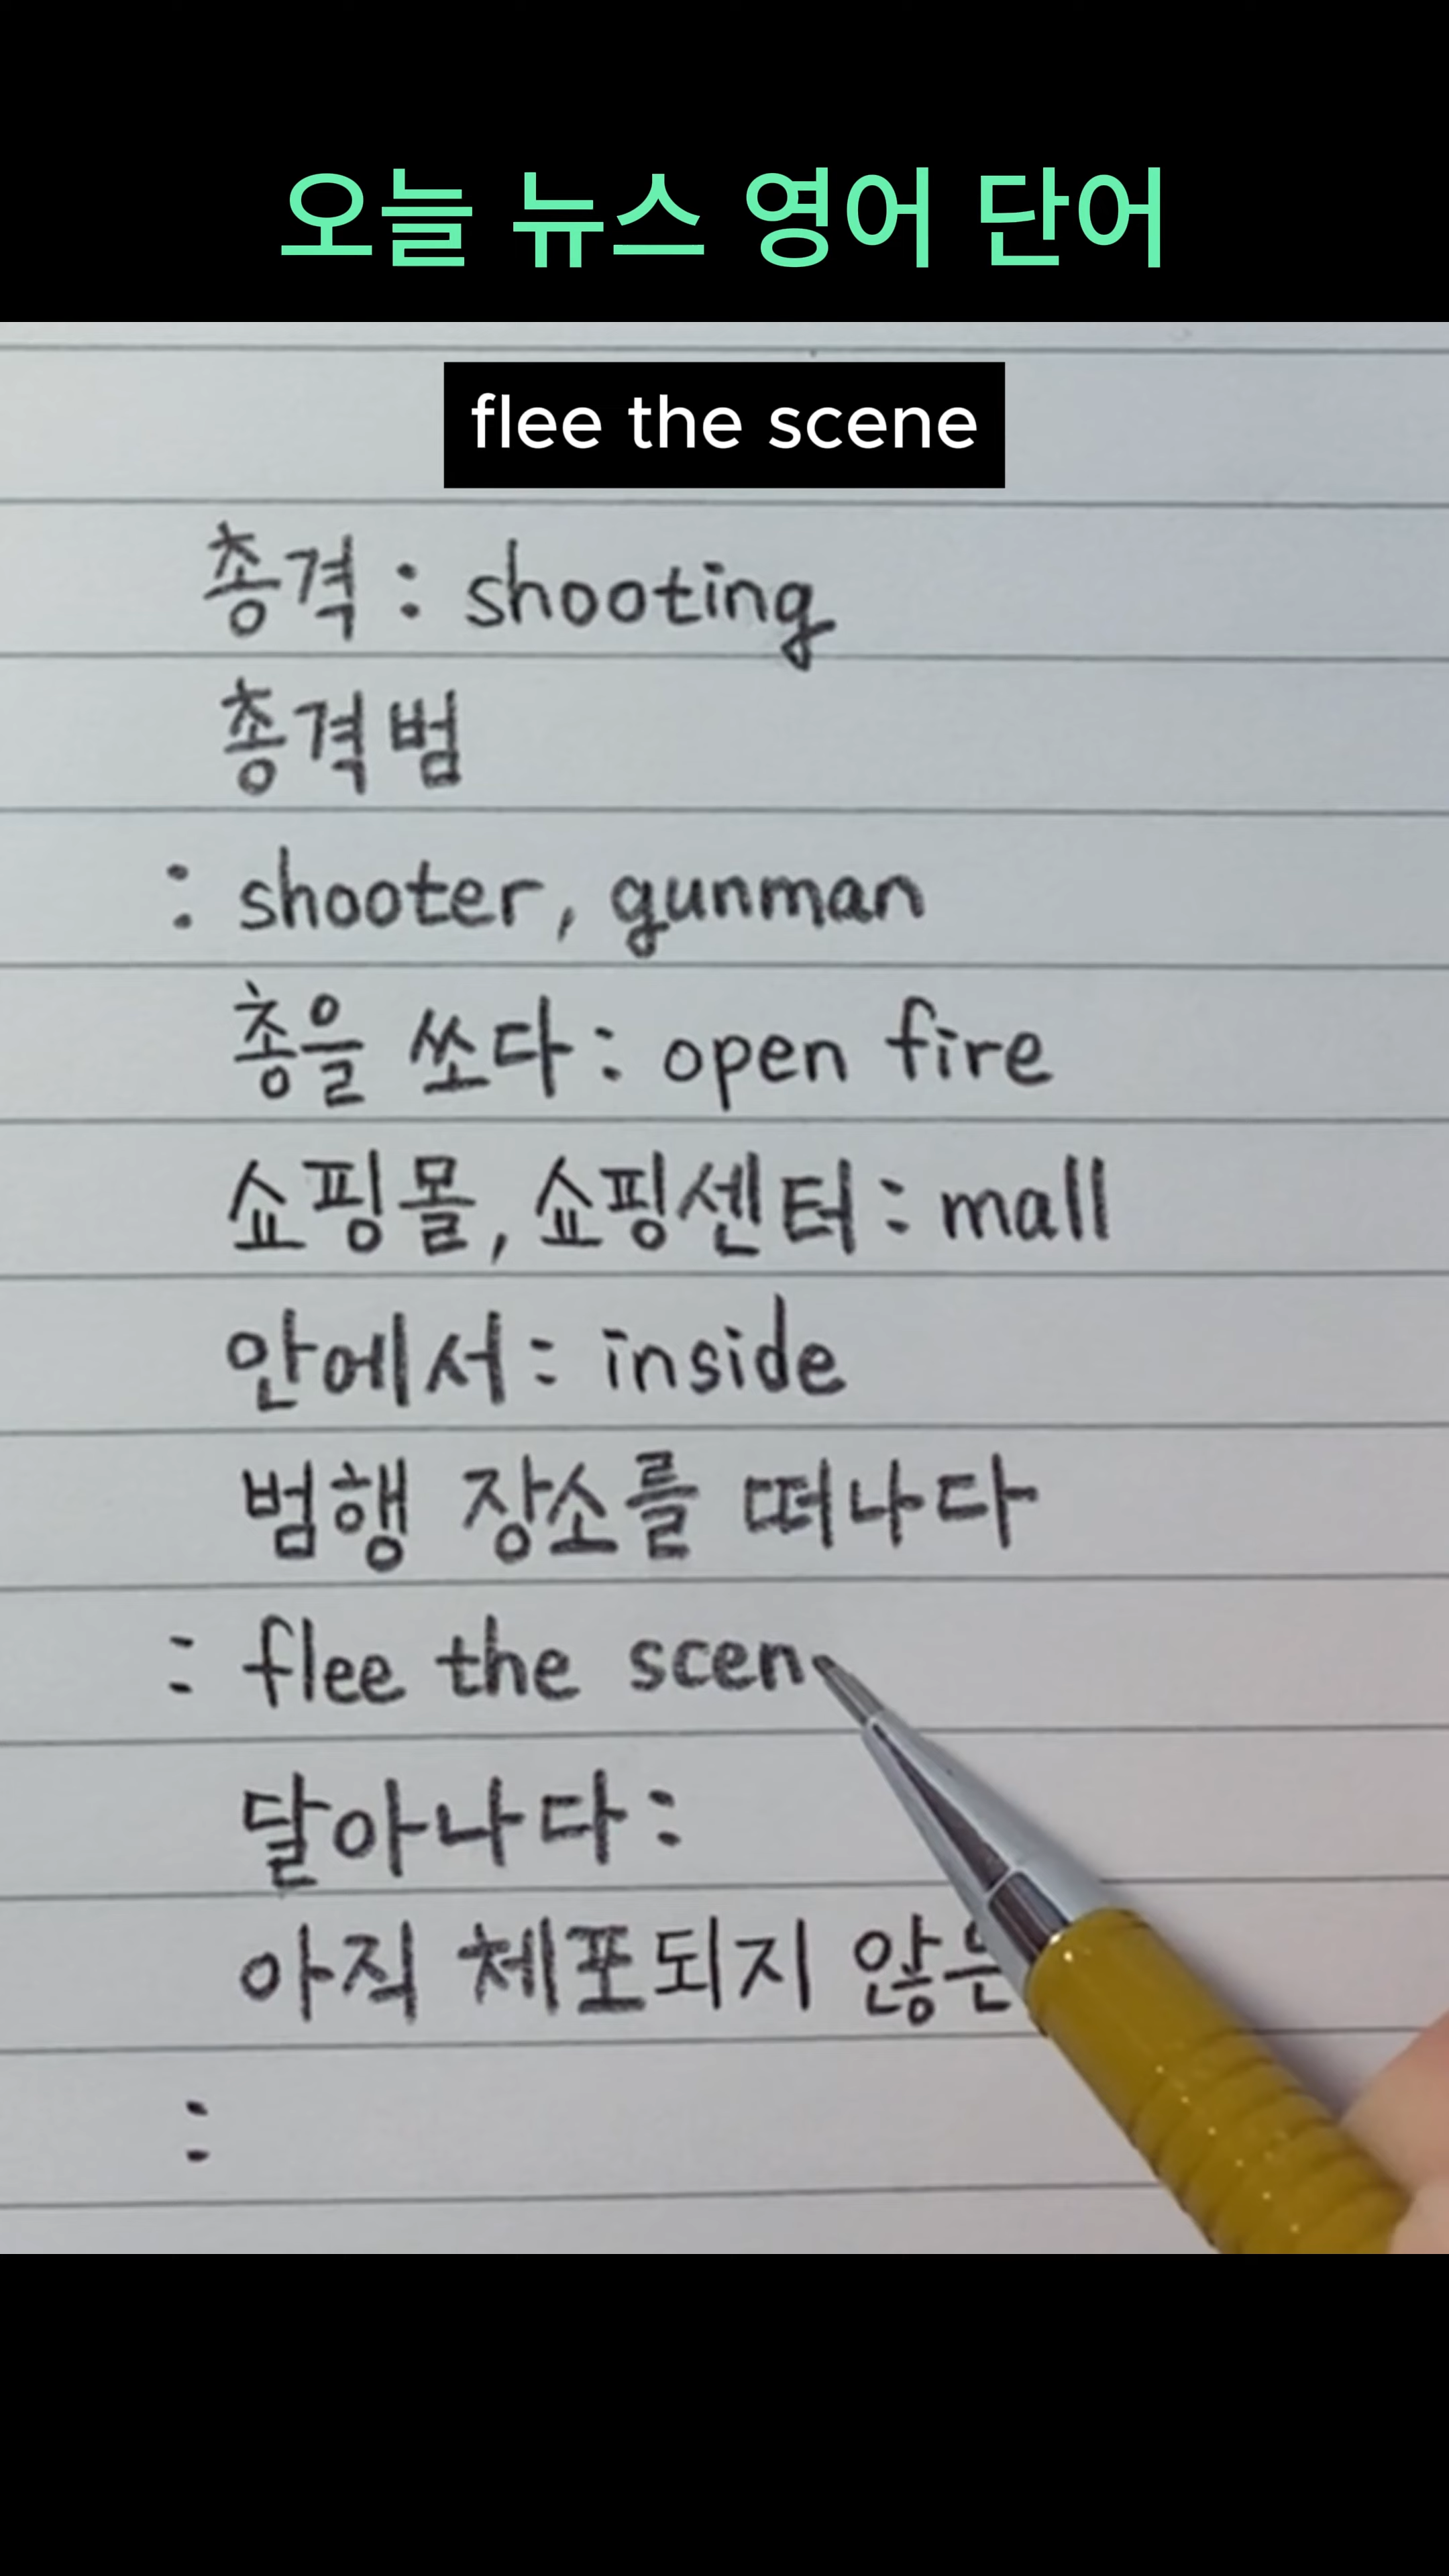 오늘 뉴스 영어 단어
flee the scene
총격 : shooting
총격범
: shooter, gunman
총을 쏘다 : open fire
쇼핑몰, 쇼핑센터 : mall
안에서 : inside
범행 장소를 떠나다
: flee the scen
달아나다 :
아직 체포되지 않은
: